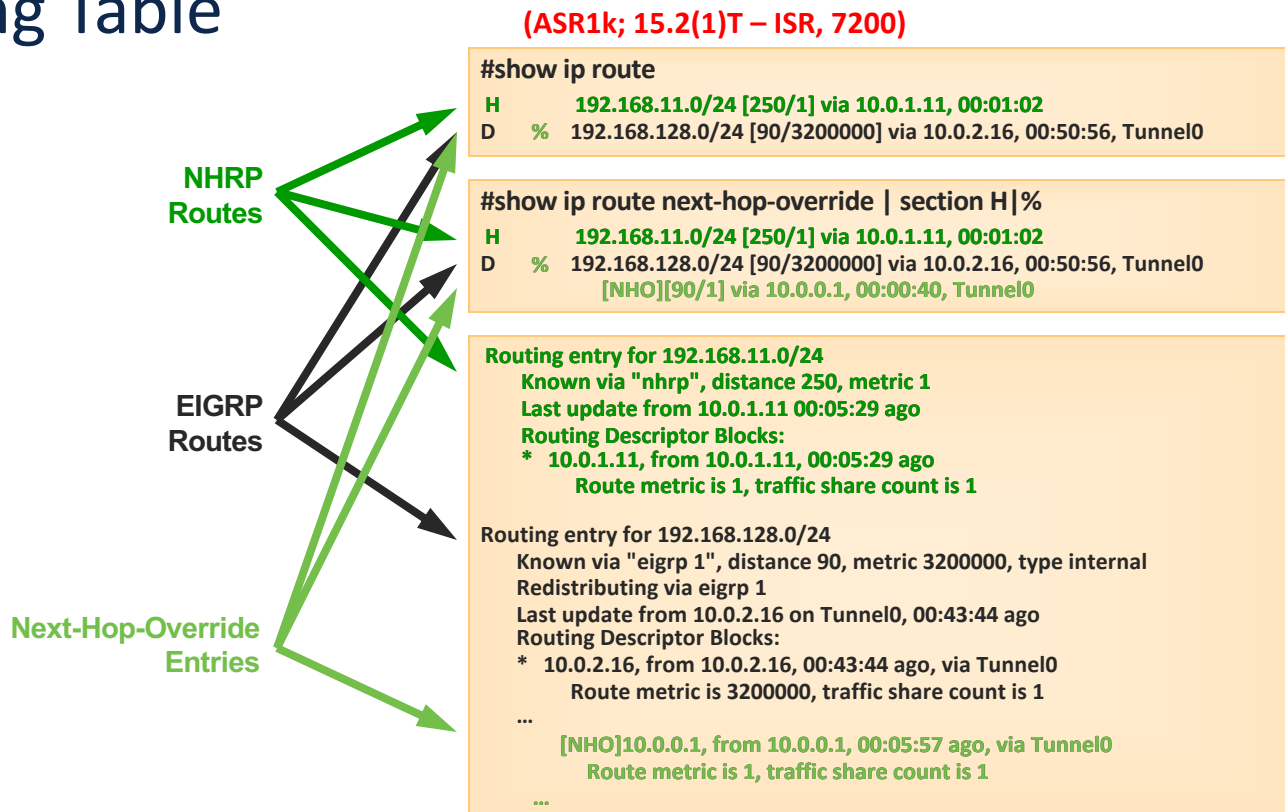 ng Table
(ASR1k; 15.2(1)T – ISR, 7200)
#show ip route
H 192.168.11.0/24 [250/1] via 10.0.1.11, 00:01:02
D % 192.168.128.0/24 [90/3200000] via 10.0.2.16, 00:50:56, Tunnel0
#show ip route next-hop-override | section H|%
H 192.168.11.0/24 [250/1] via 10.0.1.11, 00:01:02
D % 192.168.128.0/24 [90/3200000] via 10.0.2.16, 00:50:56, Tunnel0
[NHO][90/1] via 10.0.0.1, 00:00:40, Tunnel0
Routing entry for 192.168.11.0/24
Known via "nhrp", distance 250, metric 1
Last update from 10.0.1.11 00:05:29 ago
Routing Descriptor Blocks:
* 10.0.1.11, from 10.0.1.11, 00:05:29 ago
Route metric is 1, traffic share count is 1
Routing entry for 192.168.128.0/24
Known via "eigrp 1", distance 90, metric 3200000, type internal
Redistributing via eigrp 1
Last update from 10.0.2.16 on Tunnel0, 00:43:44 ago
Routing Descriptor Blocks:
* 10.0.2.16, from 10.0.2.16, 00:43:44 ago, via Tunnel0
Route metric is 3200000, traffic share count is 1
…
[NHO]10.0.0.1, from 10.0.0.1, 00:05:57 ago, via Tunnel0
Route metric is 1, traffic share count is 1
…
NHRP
Routes
EIGRP
Routes
Next-Hop-Override
Entries